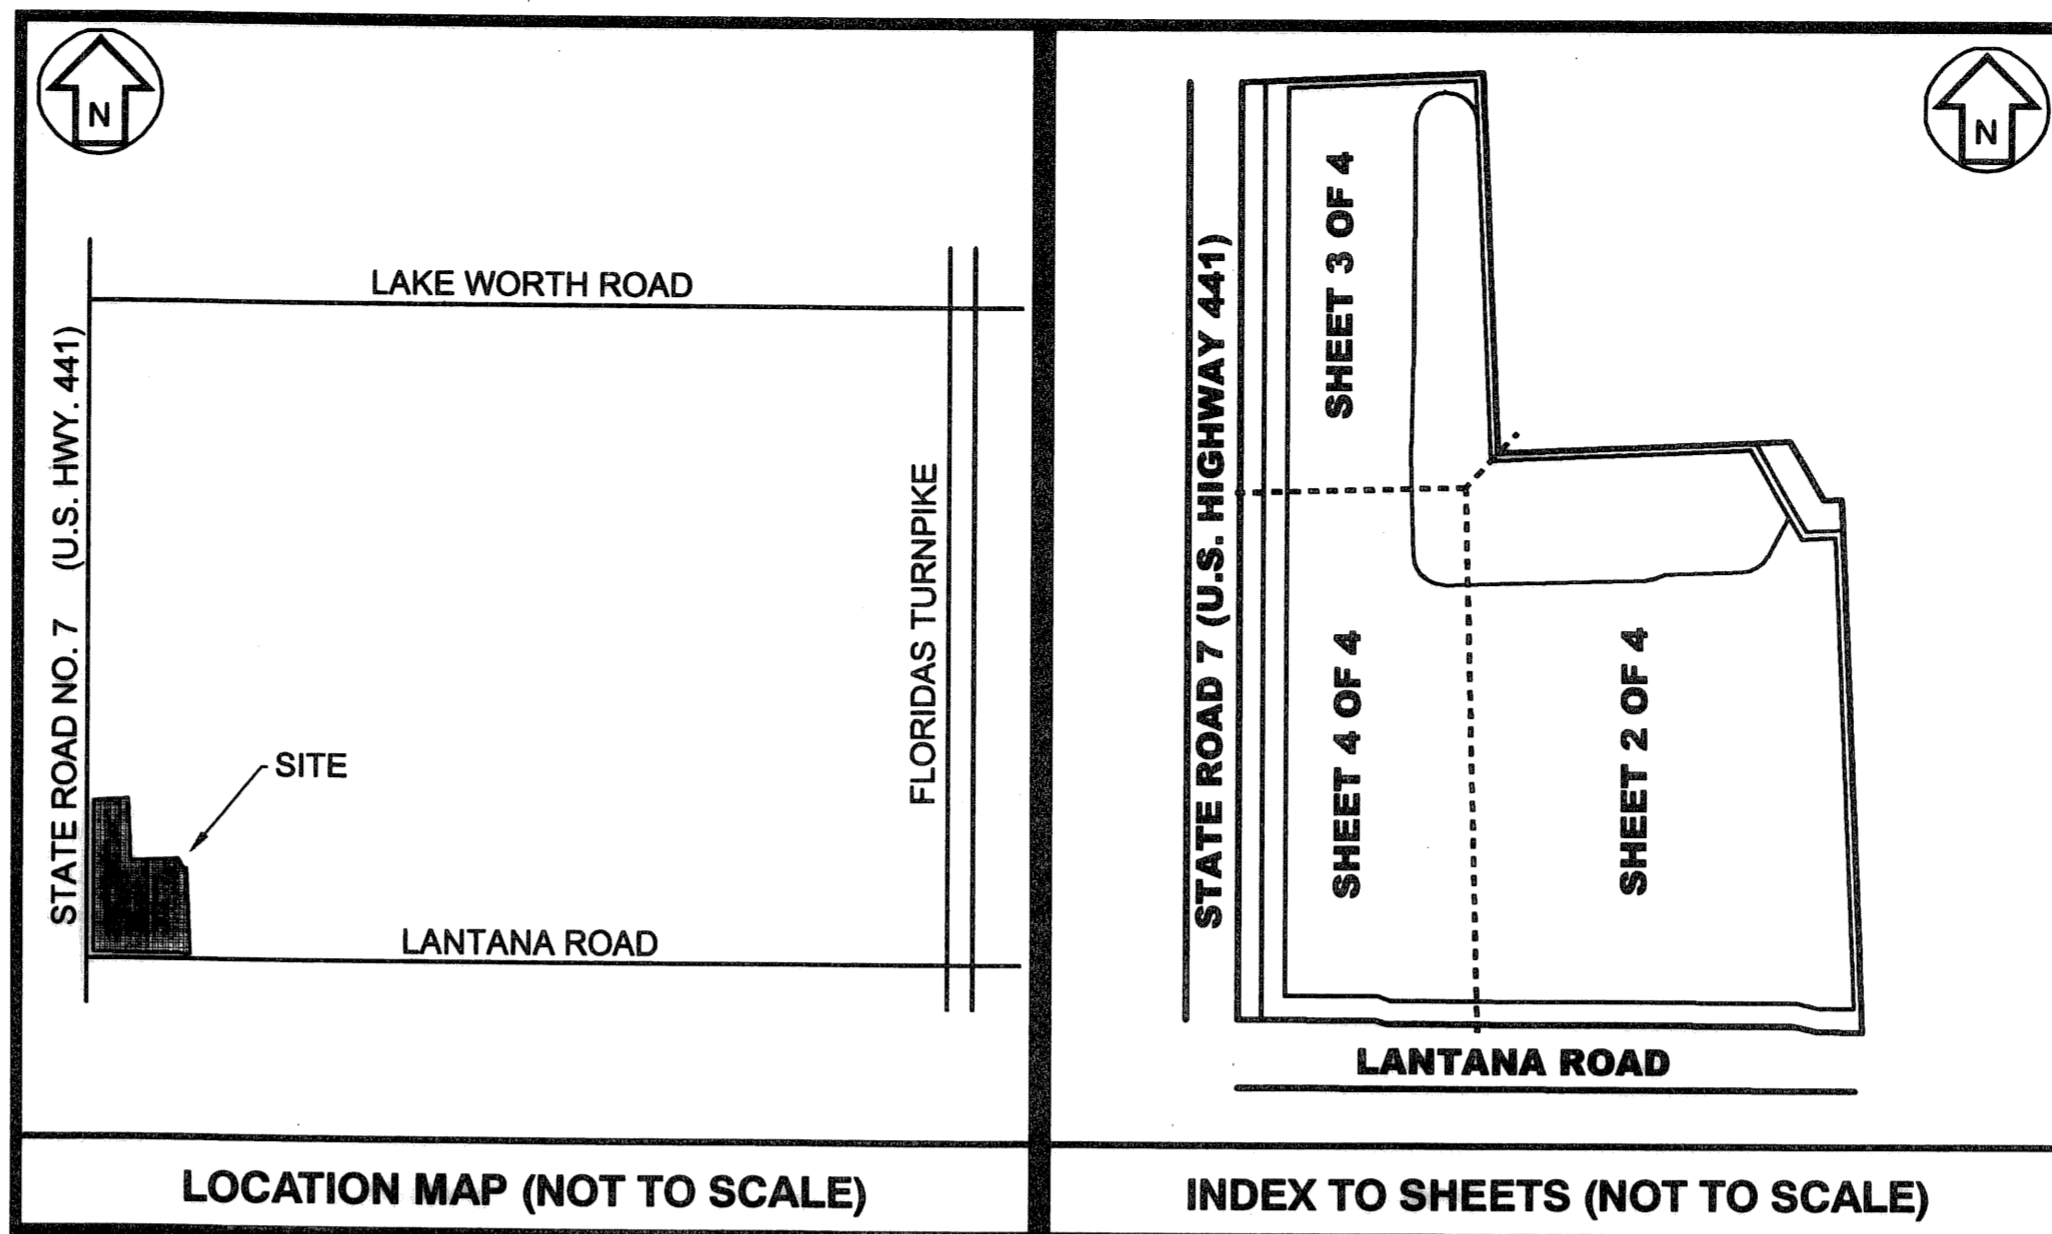 N
LAKE WORTH ROAD
STATE ROAD NO. 7 (U.S. HWY. 441)
FLORIDAS TURNPIKE
SITE
LANTANA ROAD
LOCATION MAP (NOT TO SCALE)
N
STATE ROAD 7 (U.S. HIGHWAY 441)
SHEET 3 OF 4
SHEET 4 OF 4
SHEET 2 OF 4
LANTANA ROAD
INDEX TO SHEETS (NOT TO SCALE)